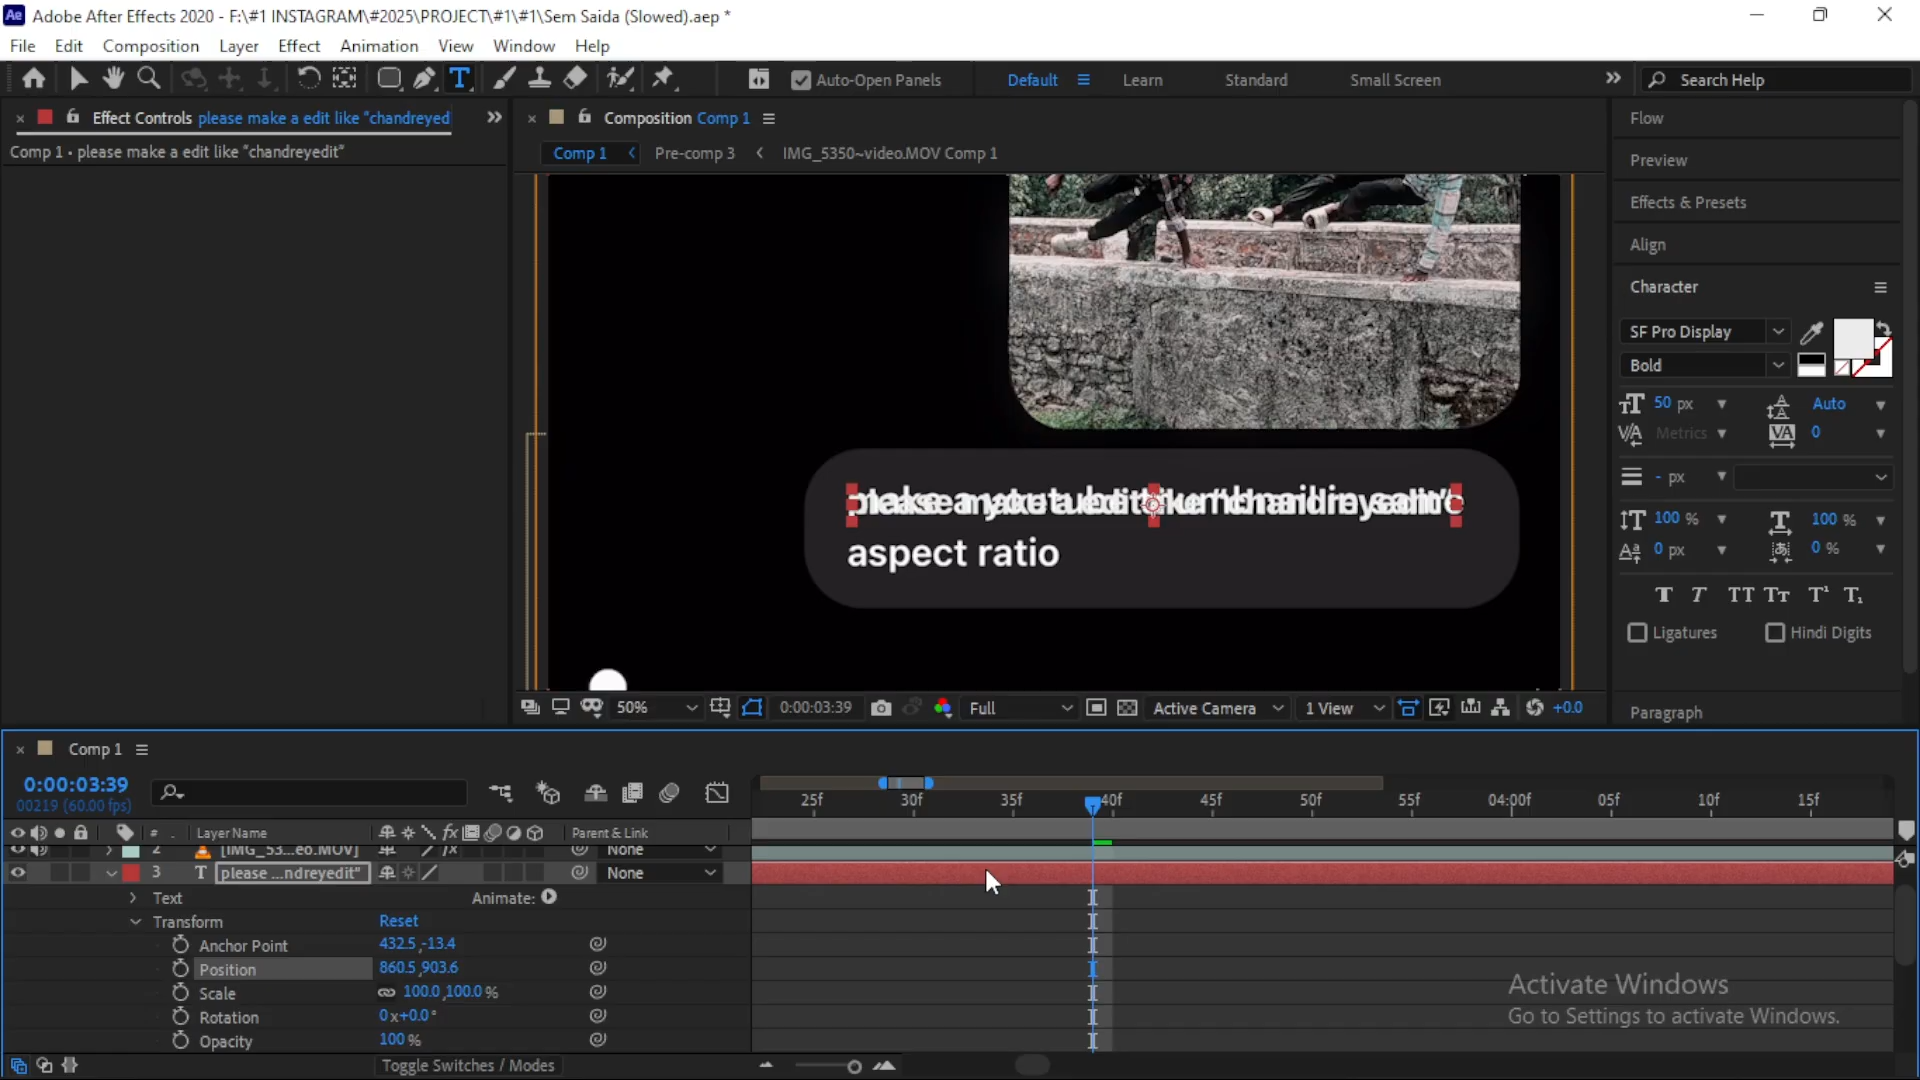 Adobe After Effects 2020 - F:\#1 INSTAGRAM\#2025\PROJECT\#1\#1\Sem Saida (Slowed).aep *
File Edit Composition Layer Effect Animation View Window Help
Auto-Open Panels Default Learn Standard Small Screen Search Help
Effect Controls please make a edit like "chandreyed
Comp 1 • please make a edit like "chandreyedit"
Composition Comp 1
Comp 1 Pre-comp 3 IMG_5350~video.MOV Comp 1
Flow
Preview
Effects & Presets
Align
Character
SF Pro Display
Bold
50 px Auto
Metrics 0
- px
100 % 100 %
0 px 0 %
Ligatures Hindi Digits
Paragraph
aspect ratio
50% 0:00:03:39 Full Active Camera 1 View +0.0
Comp 1
0:00:03:39
00219 (60.00 fps)
25f 30f 35f 40f 45f 50f 55f 04:00f 05f 10f 15f
# Layer Name Parent & Link
2 [IMG_53...eo.MOV] None
3 T please ...ndreyedit" None
Text Animate:
Transform Reset
Anchor Point 432.5,-13.4
Position 860.5,903.6
Scale 100.0,100.0 %
Rotation 0x+0.0°
Opacity 100 %
Toggle Switches / Modes
Activate Windows
Go to Settings to activate Windows.